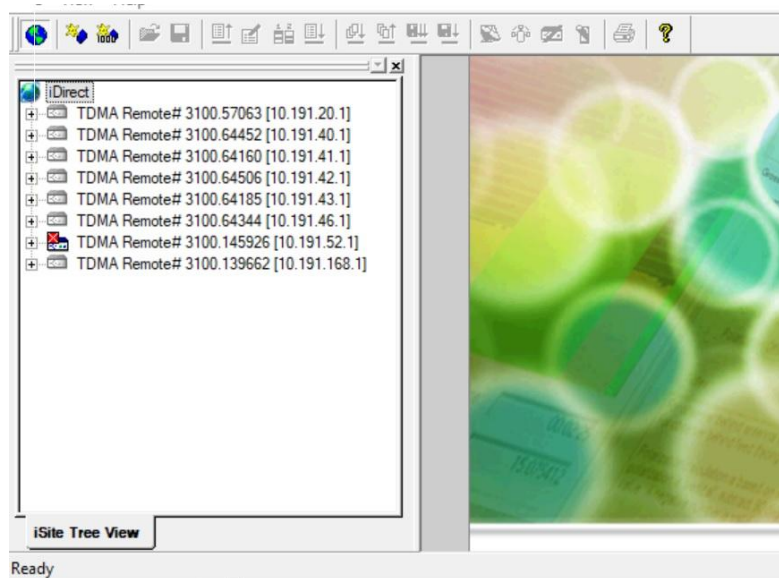 iDirect
TDMA Remote# 3100.57063 [10.191.20.1]
TDMA Remote# 3100.64452 [10.191.40.1]
TDMA Remote# 3100.64160 [10.191.41.1]
TDMA Remote# 3100.64506 [10.191.42.1]
TDMA Remote# 3100.64185 [10.191.43.1]
TDMA Remote# 3100.64344 [10.191.46.1]
TDMA Remote# 3100.145926 [10.191.52.1]
TDMA Remote# 3100.139662 [10.191.168.1]
iSite Tree View
Ready